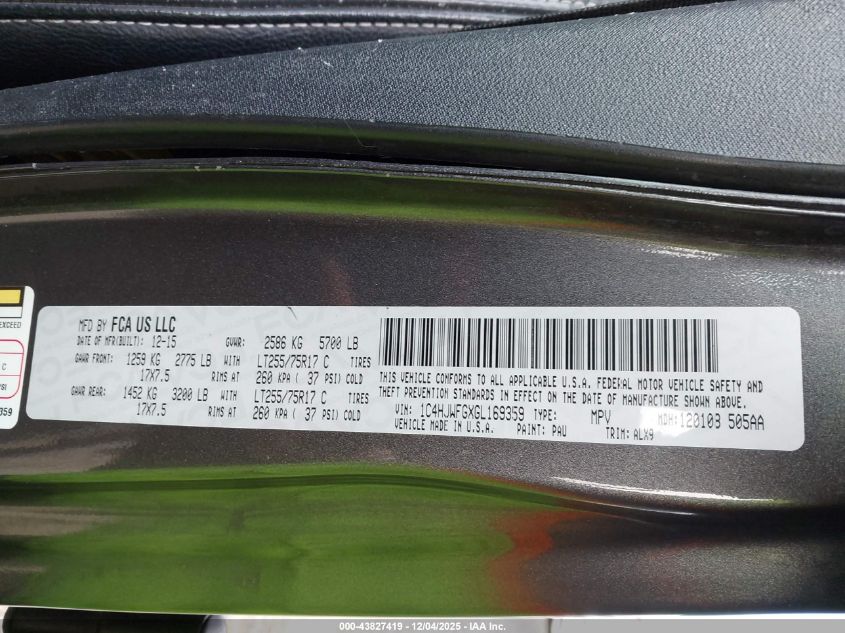 EXCEED
C
PSI
359
MFD BY FCA US LLC
DATE OF MFR(BUILT): 12-15 GVWR: 2586 KG 5700 LB
GAWR FRONT: 1259 KG 2775 LB WITH LT255/75R17 C TIRES
17X7.5 RIMS AT 260 KPA ( 37 PSI) COLD
GAWR REAR: 1452 KG 3200 LB WITH LT255/75R17 C TIRES
17X7.5 RIMS AT 260 KPA ( 37 PSI) COLD
THIS VEHICLE CONFORMS TO ALL APPLICABLE U.S.A. FEDERAL MOTOR VEHICLE SAFETY AND
THEFT PREVENTION STANDARDS IN EFFECT ON THE DATE OF MANUFACTURE SHOWN ABOVE.
VIN: 1C4HJWFGXGL169359 TYPE: MPV MDH: 120103 505AA
VEHICLE MADE IN U.S.A. PAINT: PAU TRIM: ALX9
000-43827419 • 12/04/2025 • IAA Inc.